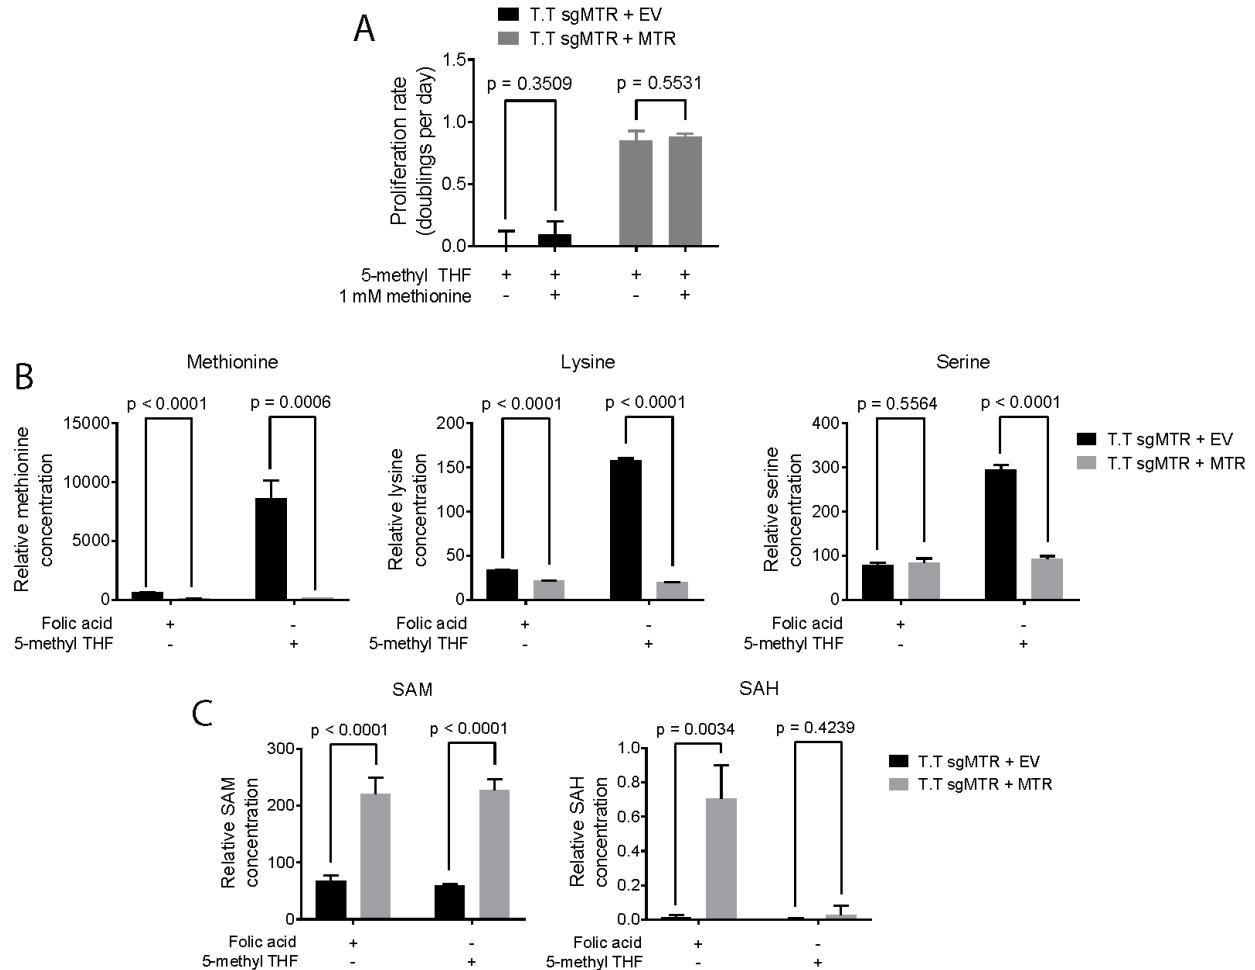 A
T.T sgMTR + EV
T.T sgMTR + MTR
Proliferation rate
(doublings per day)
1.5
1.0
0.5
0.0
p = 0.3509
p = 0.5531
5-methyl THF + + + +
1 mM methionine - + - +
B
Methionine
Relative methionine
concentration
15000
10000
5000
0
p < 0.0001
p = 0.0006
Folic acid + -
5-methyl THF - +
Lysine
Relative lysine
concentration
200
150
100
50
0
p < 0.0001
p < 0.0001
Folic acid + -
5-methyl THF - +
Serine
Relative serine
concentration
400
300
200
100
0
p = 0.5564
p < 0.0001
Folic acid + -
5-methyl THF - +
T.T sgMTR + EV
T.T sgMTR + MTR
C
SAM
Relative SAM
concentration
300
200
100
0
p < 0.0001
p < 0.0001
Folic acid + -
5-methyl THF - +
SAH
Relative SAH
concentration
1.0
0.8
0.6
0.4
0.2
0.0
p = 0.0034
p = 0.4239
Folic acid + -
5-methyl THF - +
T.T sgMTR + EV
T.T sgMTR + MTR